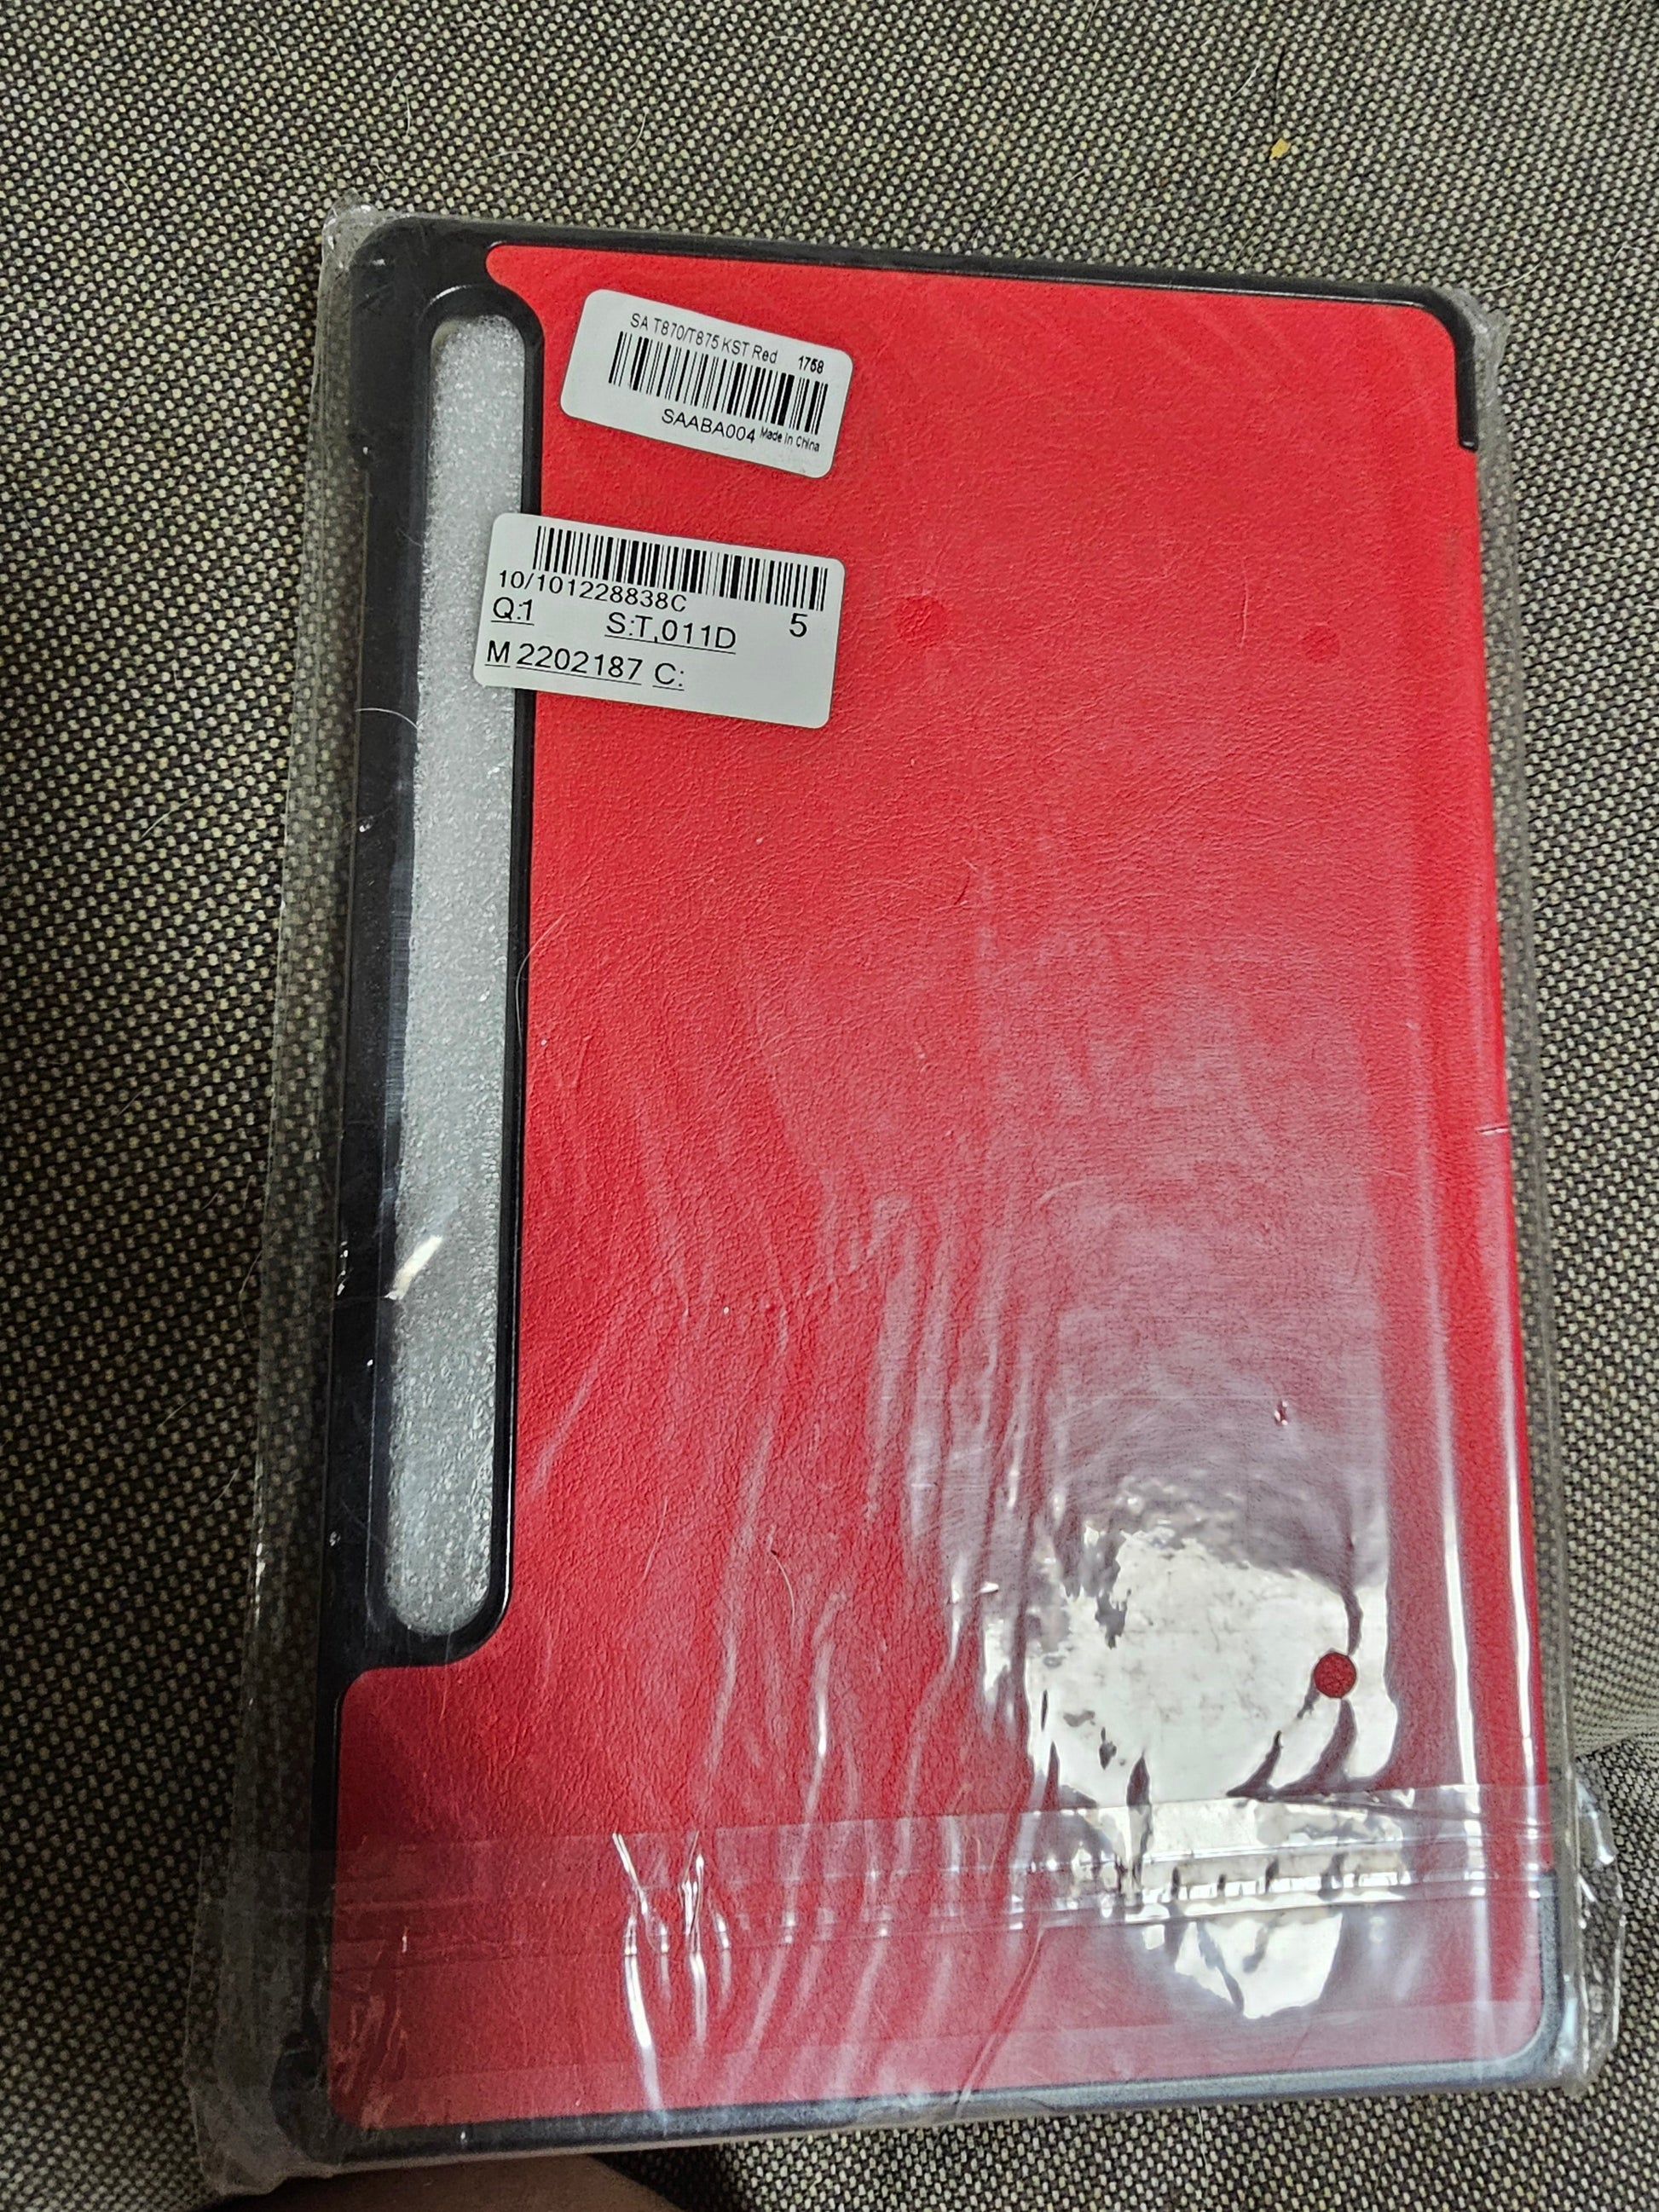 SA T870/T875 KST Red 1758
SAABA004 Made in China
10/101228838C
Q:1 S:T,011D 5
M 2202187 C: